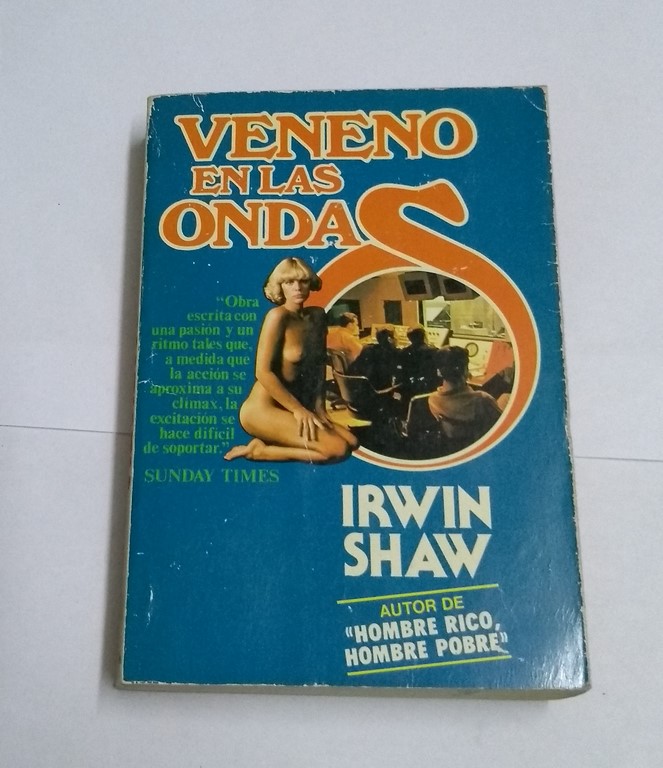 VENENO
EN LAS
ONDAS
“Obra
escrita con
una pasión y un
ritmo tales que,
a medida que
la acción se
aproxima a su
clímax, la
excitación se
hace difícil
de soportar.”
SUNDAY TIMES
IRWIN
SHAW
AUTOR DE
«HOMBRE RICO,
HOMBRE POBRE»